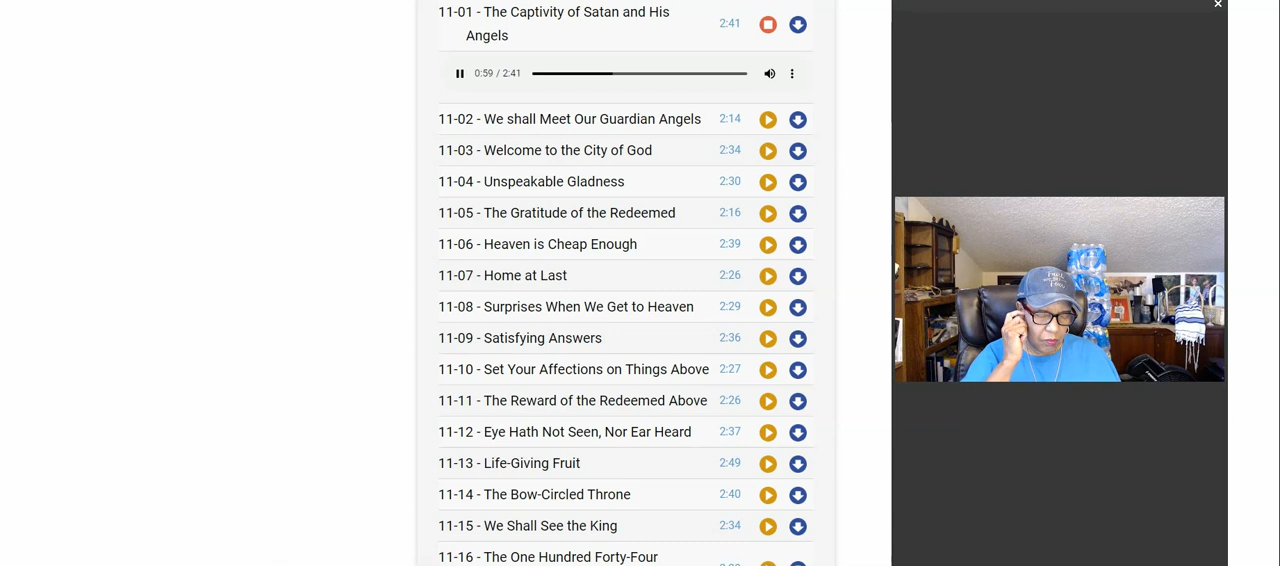 11-01 - The Captivity of Satan and His
Angels
2:41
0:59 / 2:41
11-02 - We shall Meet Our Guardian Angels 2:14
11-03 - Welcome to the City of God 2:34
11-04 - Unspeakable Gladness 2:30
11-05 - The Gratitude of the Redeemed 2:16
11-06 - Heaven is Cheap Enough 2:39
11-07 - Home at Last 2:26
11-08 - Surprises When We Get to Heaven 2:29
11-09 - Satisfying Answers 2:36
11-10 - Set Your Affections on Things Above 2:27
11-11 - The Reward of the Redeemed Above 2:26
11-12 - Eye Hath Not Seen, Nor Ear Heard 2:37
11-13 - Life-Giving Fruit 2:49
11-14 - The Bow-Circled Throne 2:40
11-15 - We Shall See the King 2:34
11-16 - The One Hundred Forty-Four